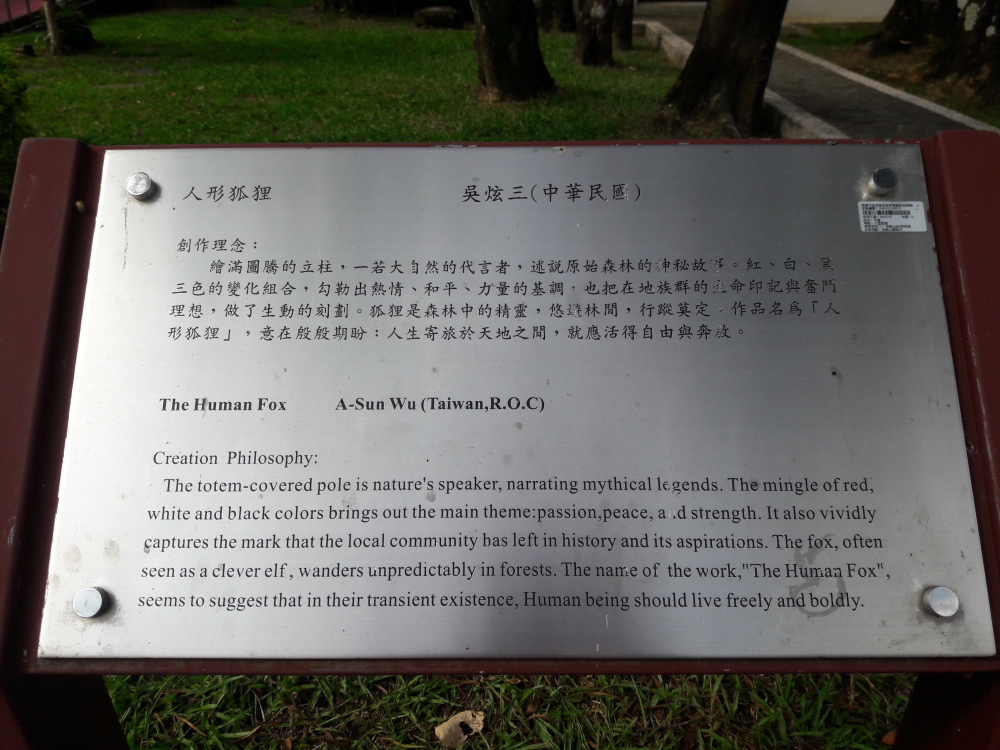 人形狐狸 吳炫三(中華民國)
創作理念：
繪滿圖騰的立柱，一若大自然的代言者，述說原始森林的神秘故事。紅、白、黑
三色的變化組合，勾勒出熱情、和平、力量的基調。也把在地族群的生命印記與奮鬥
理想，做了生動的刻劃。狐狸是森林中的精靈，悠遊林間，行蹤莫定。作品名為「人
形狐狸」，意在殷殷期盼：人生寄旅於天地之間，就應活得自由與奔放。
The Human Fox A-Sun Wu (Taiwan,R.O.C)
Creation Philosophy:
The totem-covered pole is nature's speaker, narrating mythical legends. The mingle of red,
white and black colors brings out the main theme:passion,peace, and strength. It also vividly
captures the mark that the local community has left in history and its aspirations. The fox, often
seen as a clever elf , wanders unpredictably in forests. The name of the work,"The Human Fox",
seems to suggest that in their transient existence, Human being should live freely and boldly.